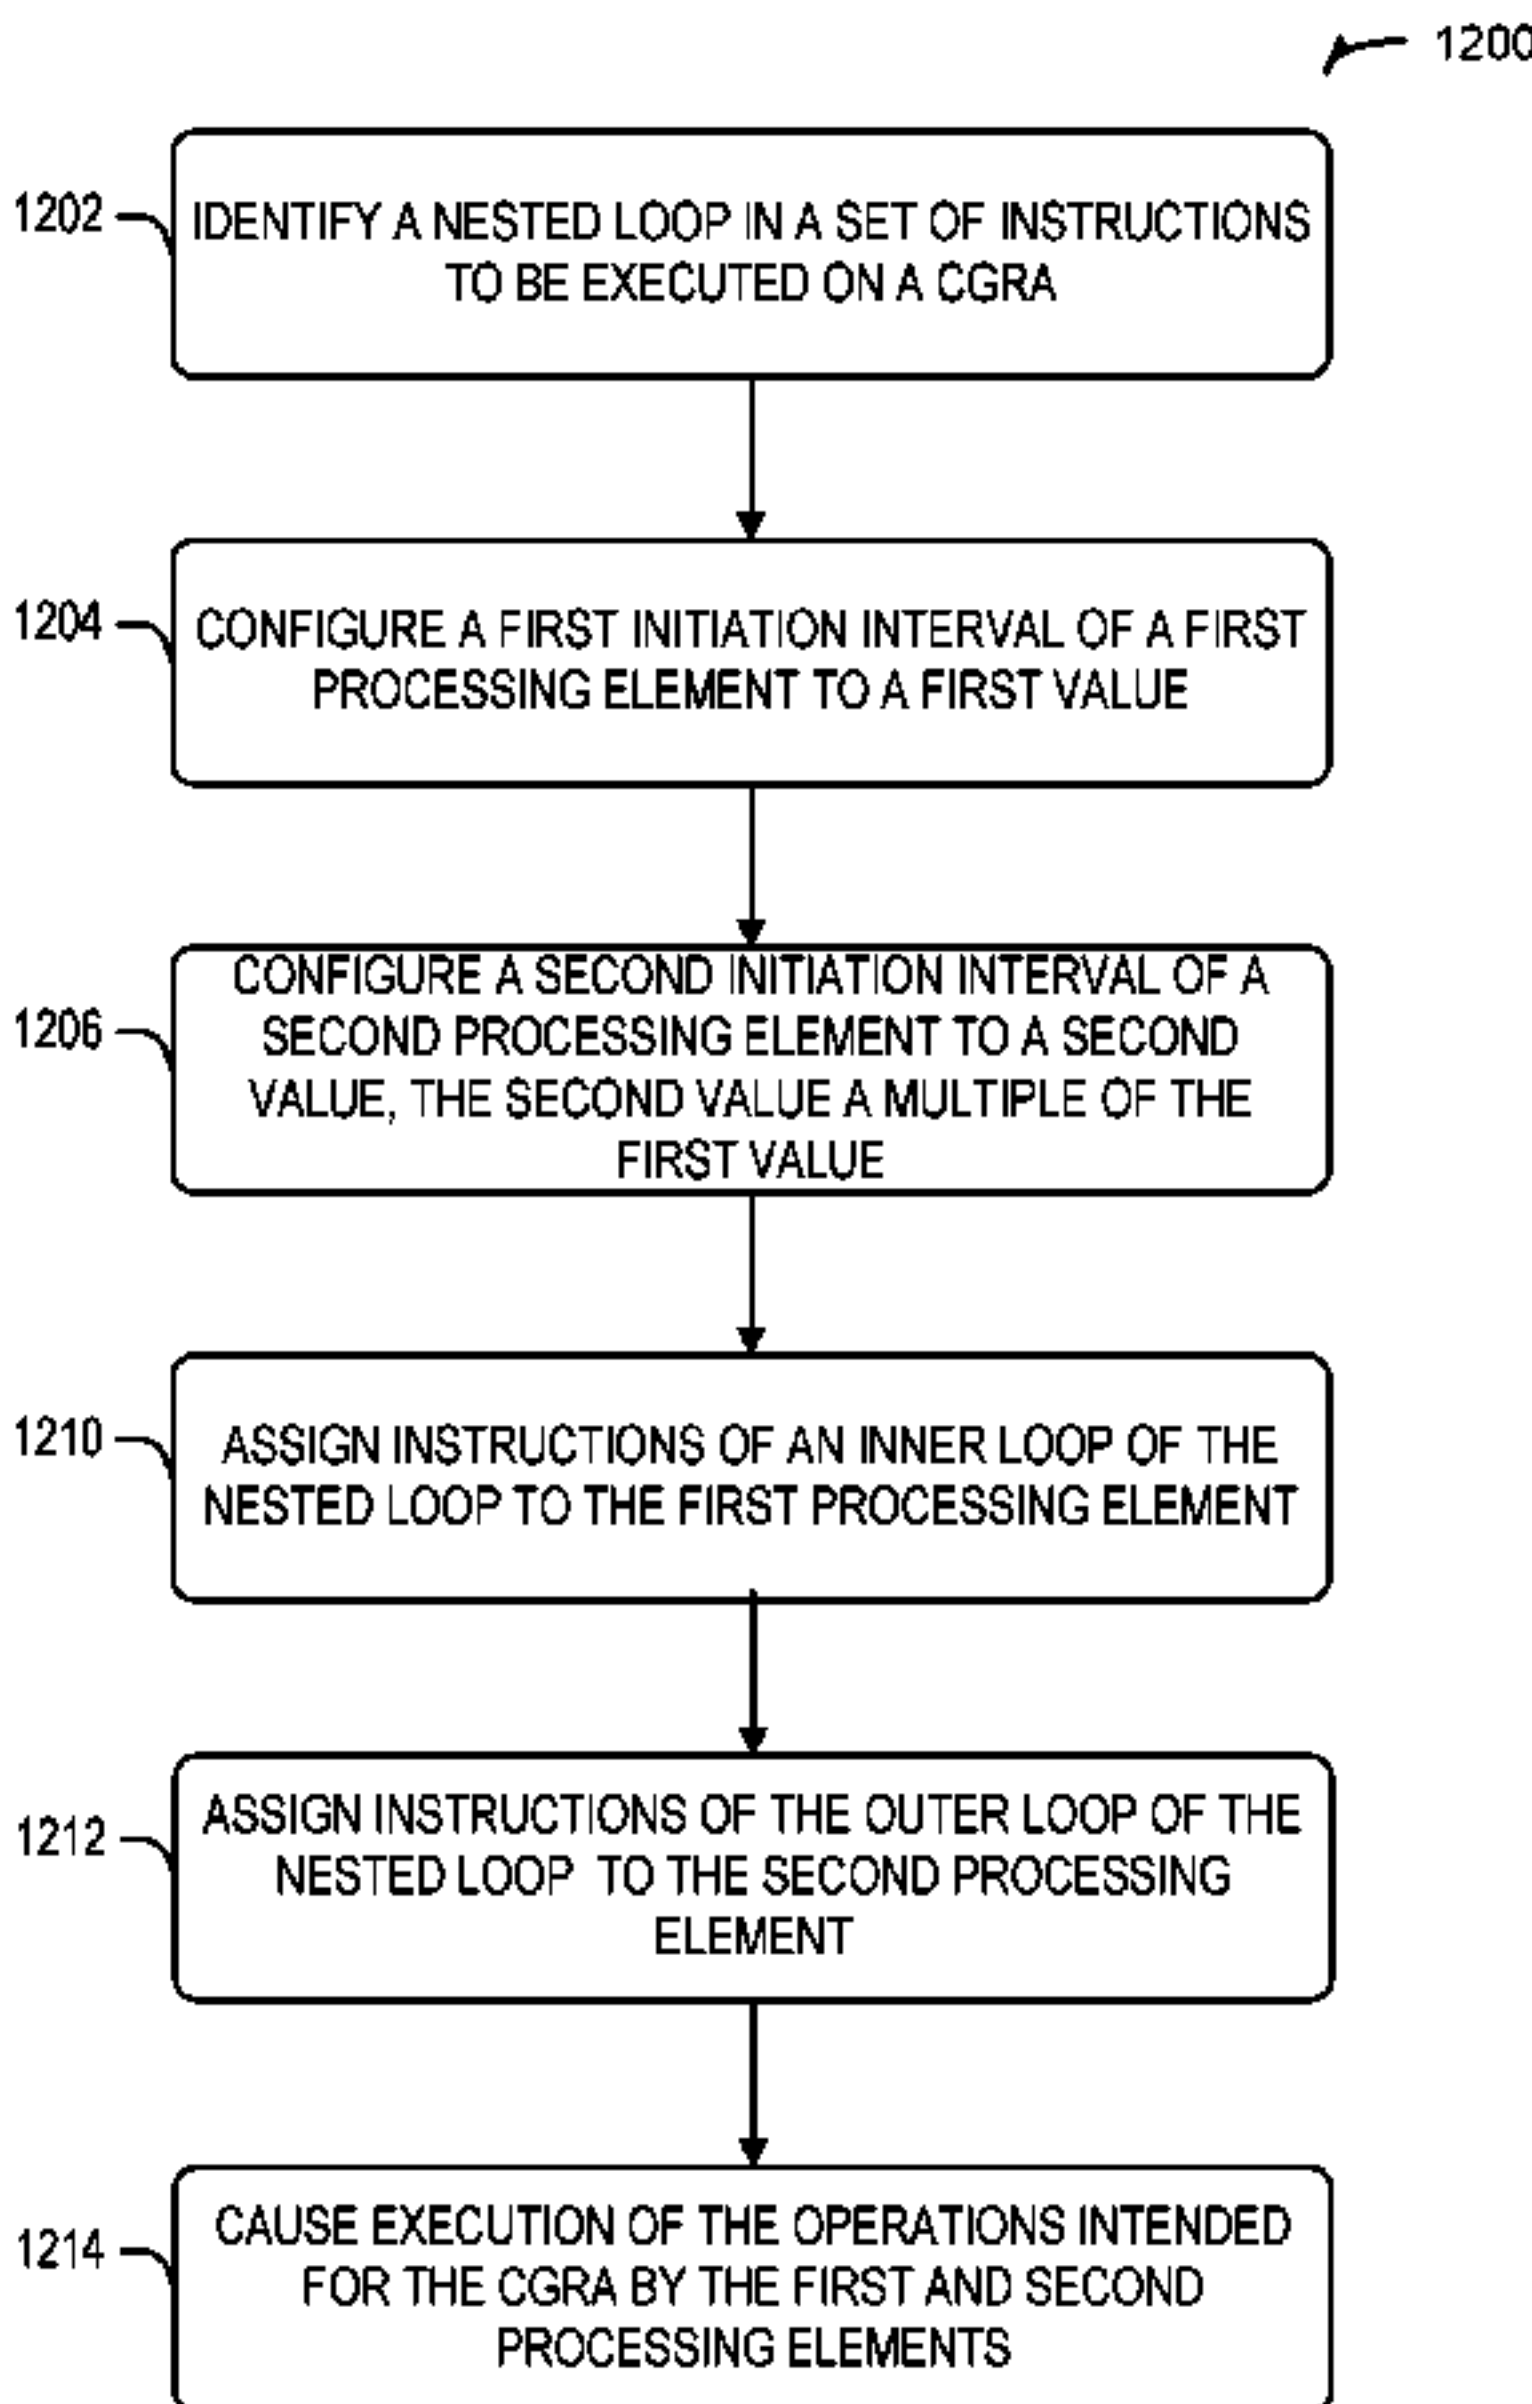 1200
1202
IDENTIFY A NESTED LOOP IN A SET OF INSTRUCTIONS
TO BE EXECUTED ON A CGRA
1204
CONFIGURE A FIRST INITIATION INTERVAL OF A FIRST
PROCESSING ELEMENT TO A FIRST VALUE
1206
CONFIGURE A SECOND INITIATION INTERVAL OF A
SECOND PROCESSING ELEMENT TO A SECOND
VALUE, THE SECOND VALUE A MULTIPLE OF THE
FIRST VALUE
1210
ASSIGN INSTRUCTIONS OF AN INNER LOOP OF THE
NESTED LOOP TO THE FIRST PROCESSING ELEMENT
1212
ASSIGN INSTRUCTIONS OF THE OUTER LOOP OF THE
NESTED LOOP TO THE SECOND PROCESSING
ELEMENT
1214
CAUSE EXECUTION OF THE OPERATIONS INTENDED
FOR THE CGRA BY THE FIRST AND SECOND
PROCESSING ELEMENTS